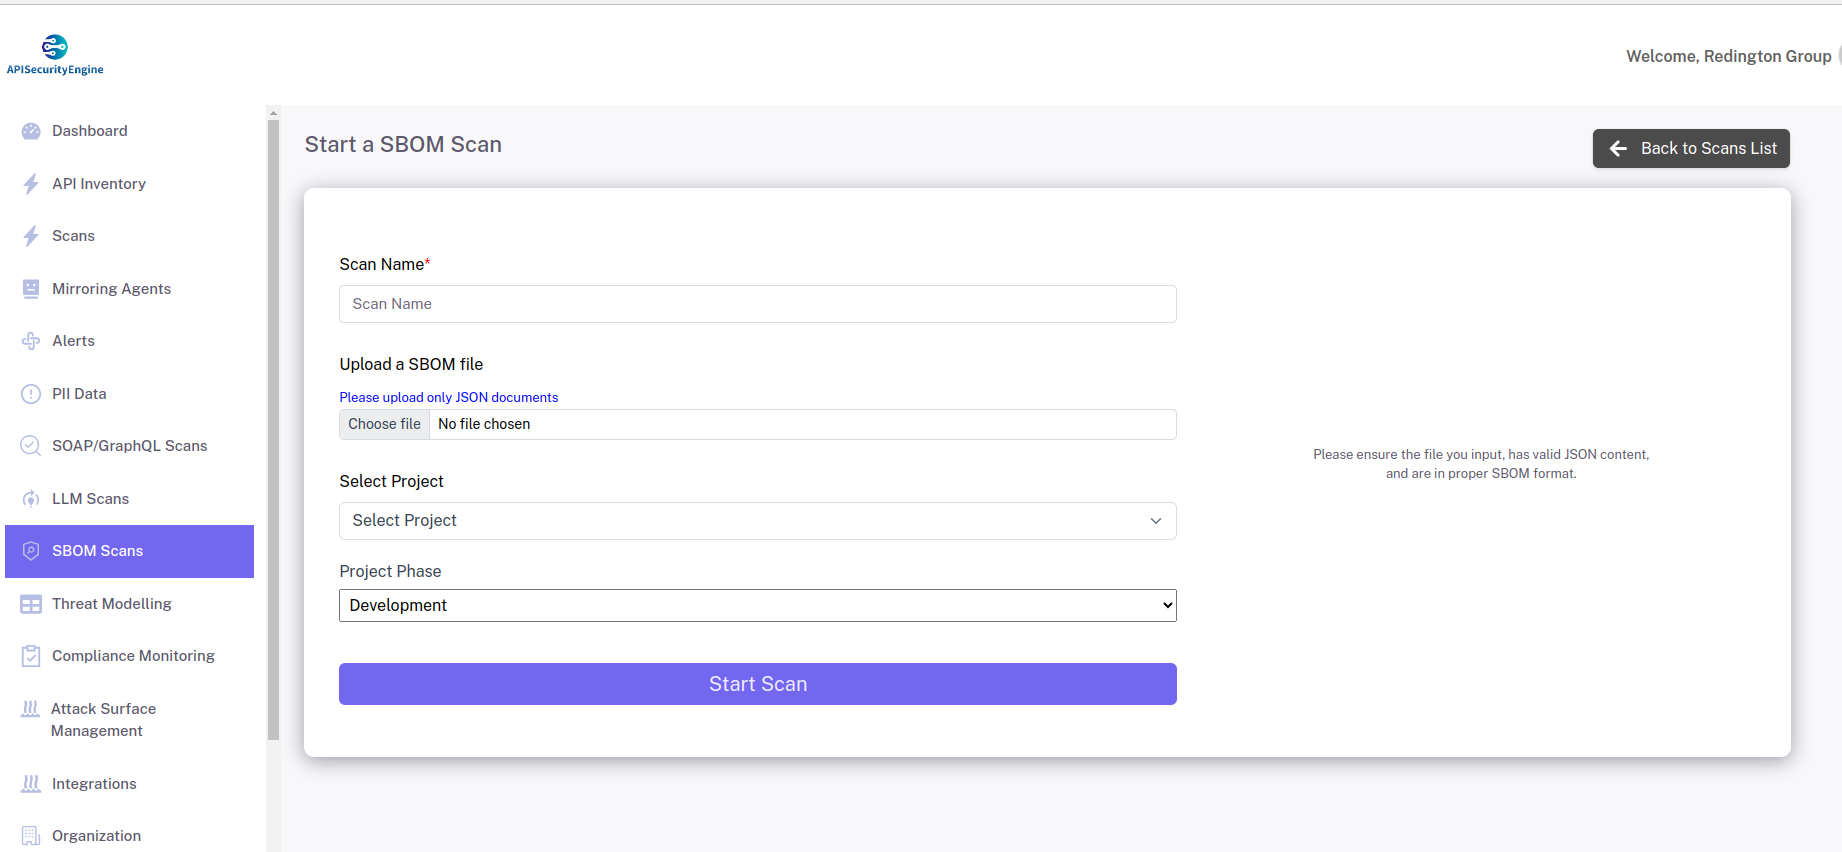 APISecurityEngine
Welcome, Redington Group
Dashboard
API Inventory
Scans
Mirroring Agents
Alerts
PII Data
SOAP/GraphQL Scans
LLM Scans
SBOM Scans
Threat Modelling
Compliance Monitoring
Attack Surface
Management
Integrations
Organization
Start a SBOM Scan
Back to Scans List
Scan Name*
Scan Name
Upload a SBOM file
Please upload only JSON documents
Choose file No file chosen
Select Project
Select Project
Project Phase
Development
Start Scan
Please ensure the file you input, has valid JSON content,
and are in proper SBOM format.